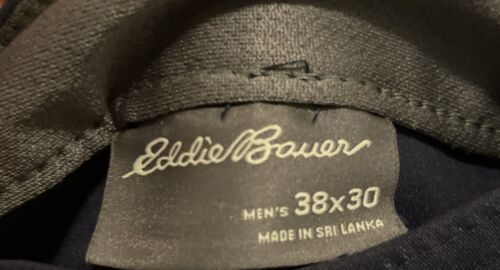 Eddie Bauer
MEN'S 38x30
MADE IN SRI LANKA